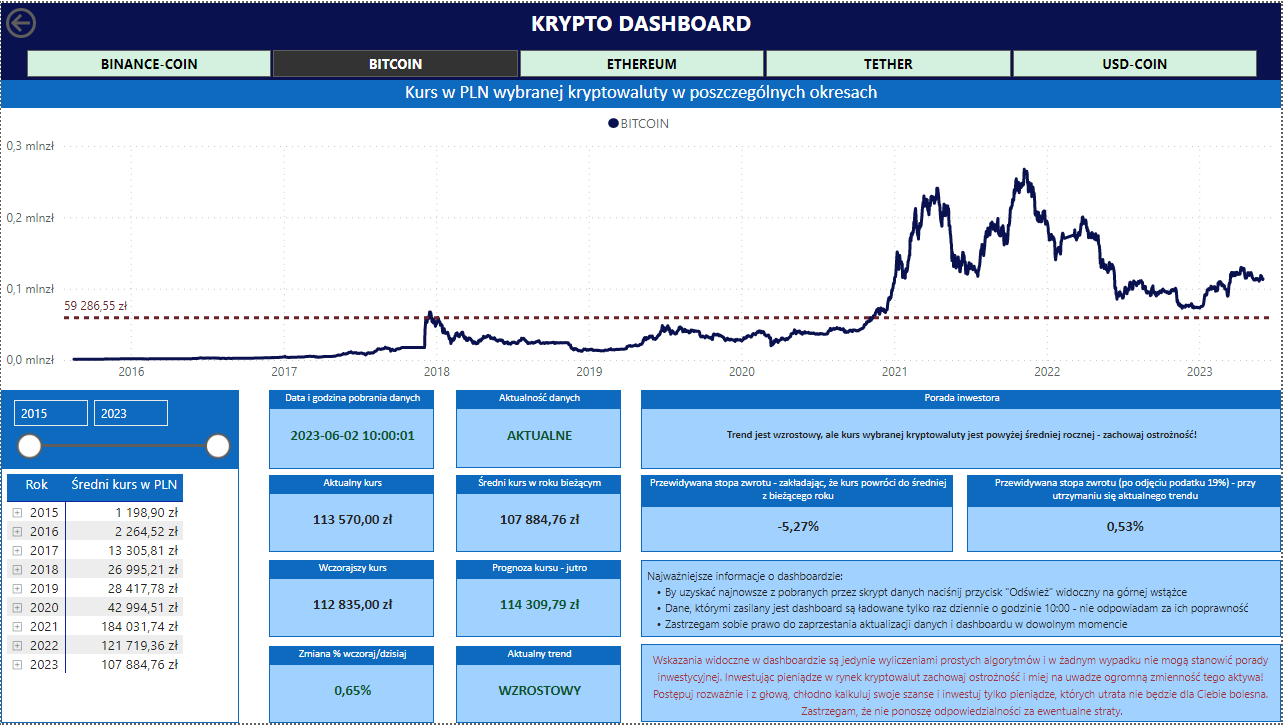 KRYPTO DASHBOARD
BINANCE-COIN
BITCOIN
ETHEREUM
TETHER
USD-COIN
Kurs w PLN wybranej kryptowaluty w poszczególnych okresach
BITCOIN
0,3 mlnzł
0,2 mlnzł
0,1 mlnzł
59 286,55 zł
0,0 mlnzł
2016
2017
2018
2019
2020
2021
2022
2023
2015
2023
Rok Średni kurs w PLN
2015 1 198,90 zł
2016 2 264,52 zł
2017 13 305,81 zł
2018 26 995,21 zł
2019 28 417,78 zł
2020 42 994,51 zł
2021 184 031,74 zł
2022 121 719,36 zł
2023 107 884,76 zł
Data i godzina pobrania danych
2023-06-02 10:00:01
Aktualność danych
AKTUALNE
Porada inwestora
Trend jest wzrostowy, ale kurs wybranej kryptowaluty jest powyżej średniej rocznej - zachowaj ostrożność!
Aktualny kurs
113 570,00 zł
Średni kurs w roku bieżącym
107 884,76 zł
Przewidywana stopa zwrotu - zakładając, że kurs powróci do średniej
z bieżącego roku
-5,27%
Przewidywana stopa zwrotu (po odjęciu podatku 19%) - przy
utrzymaniu się aktualnego trendu
0,53%
Wczorajszy kurs
112 835,00 zł
Prognoza kursu - jutro
114 309,79 zł
Najważniejsze informacje o dashboardzie:
• By uzyskać najnowsze z pobranych przez skrypt danych naciśnij przycisk "Odśwież" widoczny na górnej wstążce
• Dane, którymi zasilany jest dashboard są ładowane tylko raz dziennie o godzinie 10:00 - nie odpowiadam za ich poprawność
• Zastrzegam sobie prawo do zaprzestania aktualizacji danych i dashboardu w dowolnym momencie
Zmiana % wczoraj/dzisiaj
0,65%
Aktualny trend
WZROSTOWY
Wskazania widoczne w dashboardzie są jedynie wyliczeniami prostych algorytmów i w żadnym wypadku nie mogą stanowić porady
inwestycyjnej. Inwestując pieniądze w rynek kryptowalut zachowaj ostrożność i miej na uwadze ogromną zmienność tego aktywa!
Postępuj rozważnie i z głową, chłodno kalkuluj swoje szanse i inwestuj tylko pieniądze, których utrata nie będzie dla Ciebie bolesna.
Zastrzegam, że nie ponoszę odpowiedzialności za ewentualne straty.